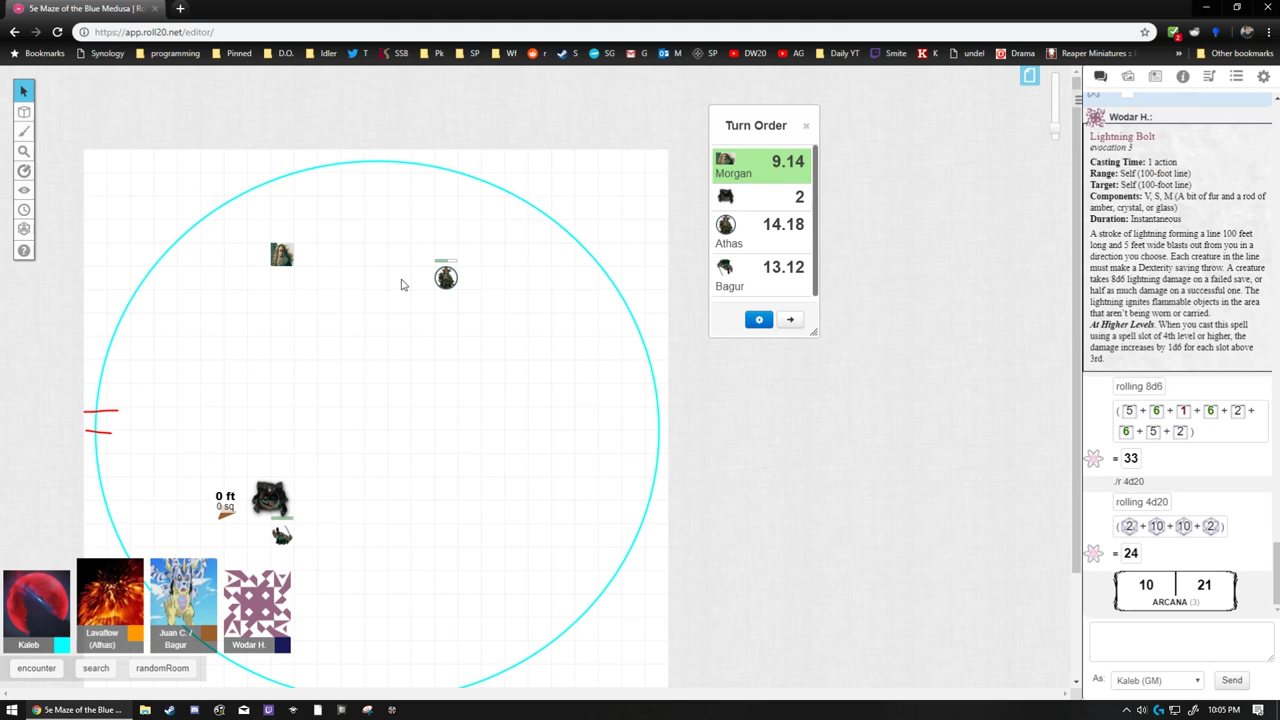 5e Maze of the Blue Medusa | Ro
https://app.roll20.net/editor/
Bookmarks Synology programming Pinned D.O. Idler T SSB Pk SP Wf r S SG G M SP DW20 AG Daily YT Smite K undel Drama Reaper Miniatures :: Other bookmarks
Turn Order
9.14
Morgan
2
14.18
Athas
13.12
Bagur
0 ft
0 sq
Kaleb
Lavaflow
(Athas)
Juan C. /
Bagur
Wodar H.
encounter search randomRoom
Wodar H.:
Lightning Bolt
evocation 3
Casting Time: 1 action
Range: Self (100-foot line)
Target: Self (100-foot line)
Components: V, S, M (A bit of fur and a rod of
amber, crystal, or glass)
Duration: Instantaneous
A stroke of lightning forming a line 100 feet
long and 5 feet wide blasts out from you in a
direction you choose. Each creature in the
line must make a Dexterity saving throw. A creature
takes 8d6 lightning damage on a failed save, or
half as much damage on a successful one. The
lightning ignites flammable objects in the area
that aren't being worn or carried.
At Higher Levels. When you cast this spell
using a spell slot of 4th level or higher, the
damage increases by 1d6 for each slot above
3rd.
rolling 8d6
( 5 + 6 + 1 + 6 + 2 +
6 + 5 + 2 )
= 33
./r 4d20
rolling 4d20
( 2 + 10 + 10 + 2 )
= 24
10 21
ARCANA (3)
As: Kaleb (GM) Send
5e Maze of the Blue ...
10:05 PM